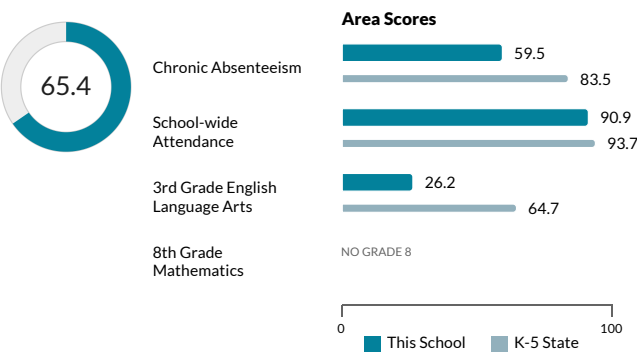 Area Scores
65.4
Chronic Absenteeism
59.5
83.5
School-wide
Attendance
90.9
93.7
3rd Grade English
Language Arts
26.2
64.7
8th Grade
Mathematics
NO GRADE 8
0
100
This School
K-5 State